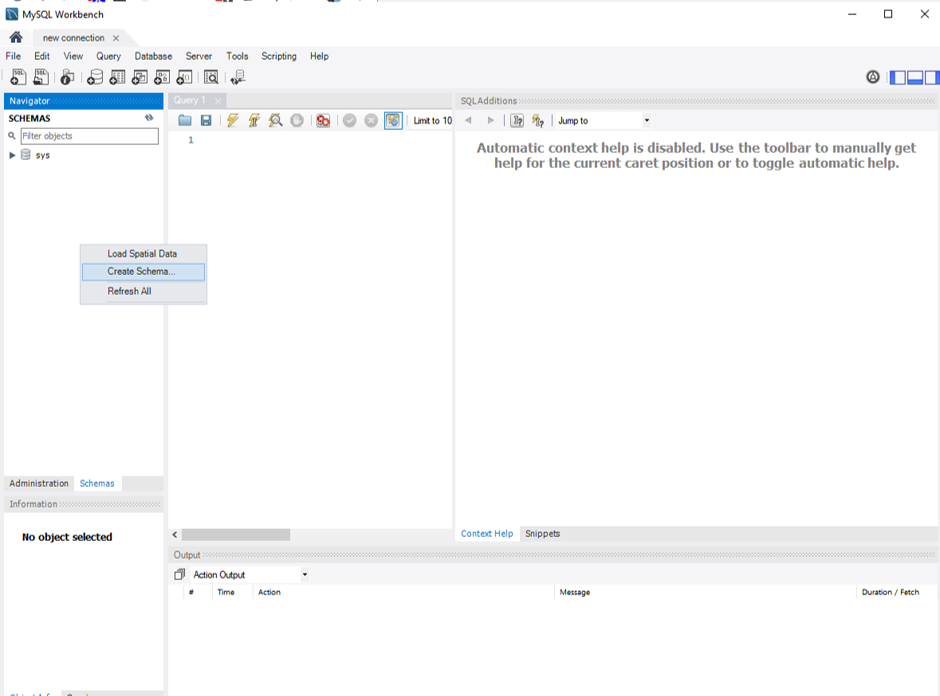 MySQL Workbench
new connection
File Edit View Query Database Server Tools Scripting Help
Navigator
SCHEMAS
Filter objects
sys
Load Spatial Data
Create Schema...
Refresh All
Administration Schemas
Information
No object selected
Query 1
Limit to 10
1
SQLAdditions
Jump to
Automatic context help is disabled. Use the toolbar to manually get
help for the current caret position or to toggle automatic help.
Context Help Snippets
Output
Action Output
# Time Action Message Duration / Fetch